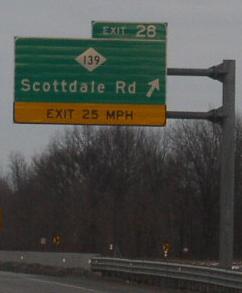 EXIT 28
139
Scottdale Rd
EXIT 25 MPH